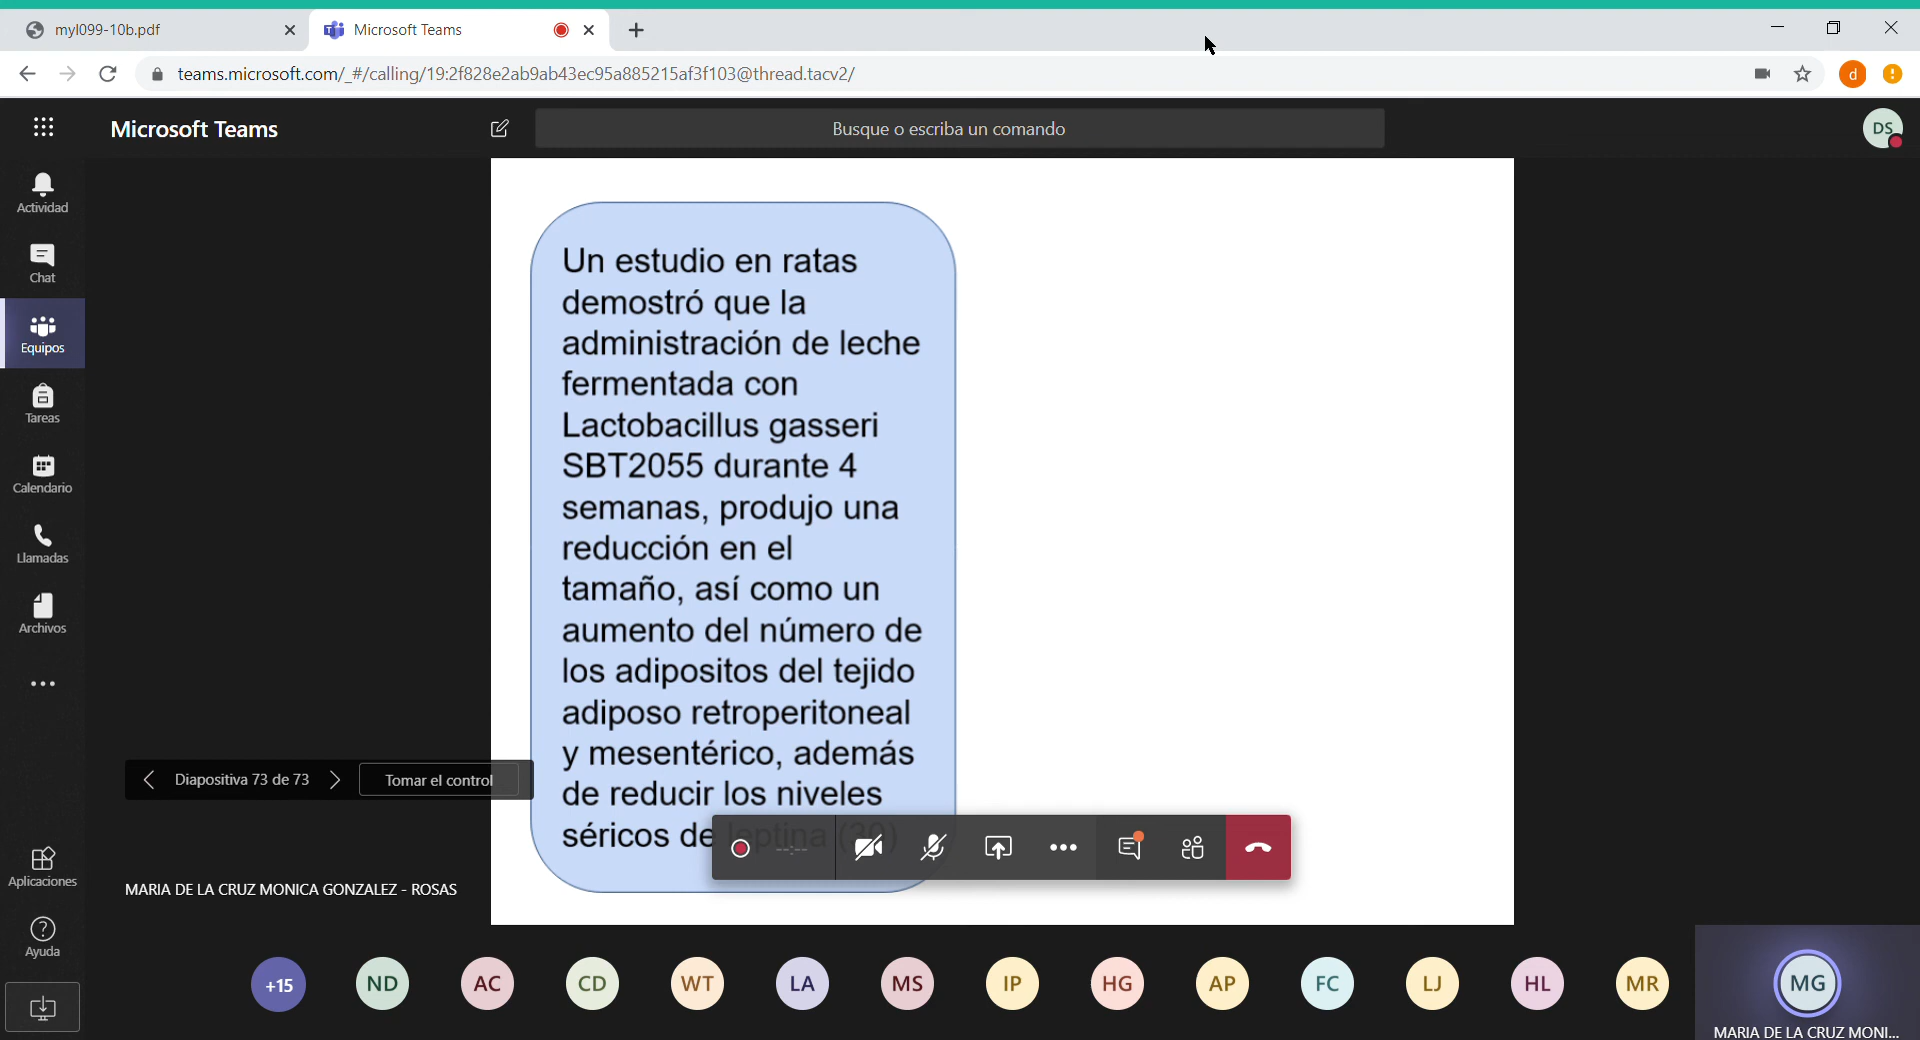 myl099-10b.pdf
Microsoft Teams
teams.microsoft.com/_#/calling/19:2f828e2ab9ab43ec95a885215af3f103@thread.tacv2/
d
Microsoft Teams
Busque o escriba un comando
DS
Actividad
Chat
Equipos
Tareas
Calendario
Llamadas
Archivos
Aplicaciones
Ayuda
Un estudio en ratas
demostró que la
administración de leche
fermentada con
Lactobacillus gasseri
SBT2055 durante 4
semanas, produjo una
reducción en el
tamaño, así como un
aumento del número de
los adipositos del tejido
adiposo retroperitoneal
y mesentérico, además
de reducir los niveles
séricos de leptina (30)
Diapositiva 73 de 73
Tomar el control
--:--
MARIA DE LA CRUZ MONICA GONZALEZ - ROSAS
+15
ND
AC
CD
WT
LA
MS
IP
HG
AP
FC
LJ
HL
MR
MG
MARIA DE LA CRUZ MONI...